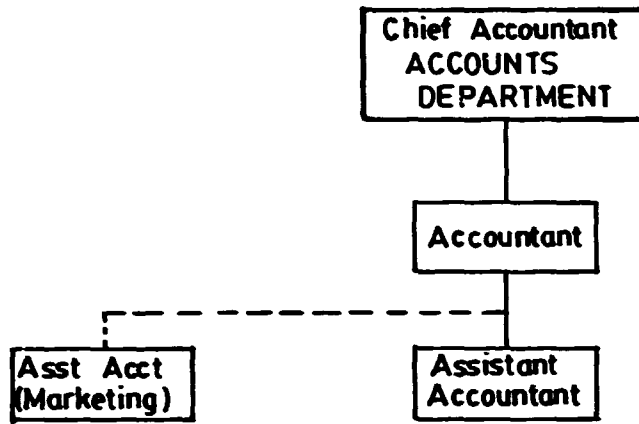 Chief Accountant
ACCOUNTS
DEPARTMENT
Accountant
Asst Acct
(Marketing)
Assistant
Accountant